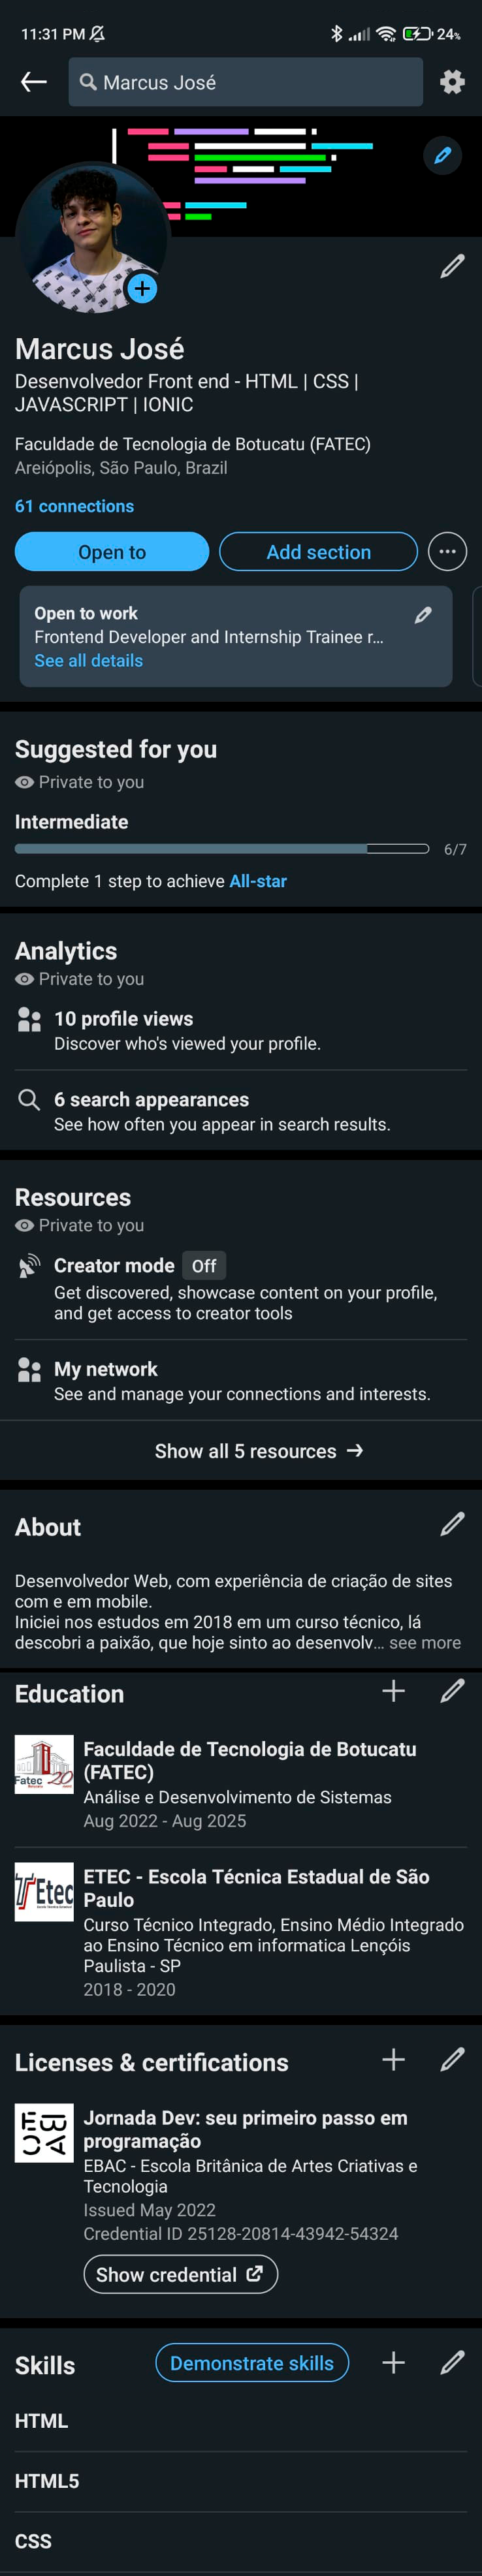 11:31 PM
24%
Marcus José
Marcus José
Desenvolvedor Front end - HTML | CSS |
JAVASCRIPT | IONIC
Faculdade de Tecnologia de Botucatu (FATEC)
Areiópolis, São Paulo, Brazil
61 connections
Open to
Add section
Open to work
Frontend Developer and Internship Trainee r...
See all details
Suggested for you
Private to you
Intermediate
6/7
Complete 1 step to achieve All-star
Analytics
Private to you
10 profile views
Discover who's viewed your profile.
6 search appearances
See how often you appear in search results.
Resources
Private to you
Creator mode Off
Get discovered, showcase content on your profile,
and get access to creator tools
My network
See and manage your connections and interests.
Show all 5 resources →
About
Desenvolvedor Web, com experiência de criação de sites
com e em mobile.
Iniciei nos estudos em 2018 em um curso técnico, lá
descobri a paixão, que hoje sinto ao desenvolv... see more
Education
Fatec 20
Faculdade de Tecnologia de Botucatu
(FATEC)
Análise e Desenvolvimento de Sistemas
Aug 2022 - Aug 2025
Etec
ETEC - Escola Técnica Estadual de São
Paulo
Curso Técnico Integrado, Ensino Médio Integrado
ao Ensino Técnico em informatica Lençóis
Paulista - SP
2018 - 2020
Licenses & certifications
Jornada Dev: seu primeiro passo em
programação
EBAC - Escola Britânica de Artes Criativas e
Tecnologia
Issued May 2022
Credential ID 25128-20814-43942-54324
Show credential
Skills
Demonstrate skills
HTML
HTML5
CSS